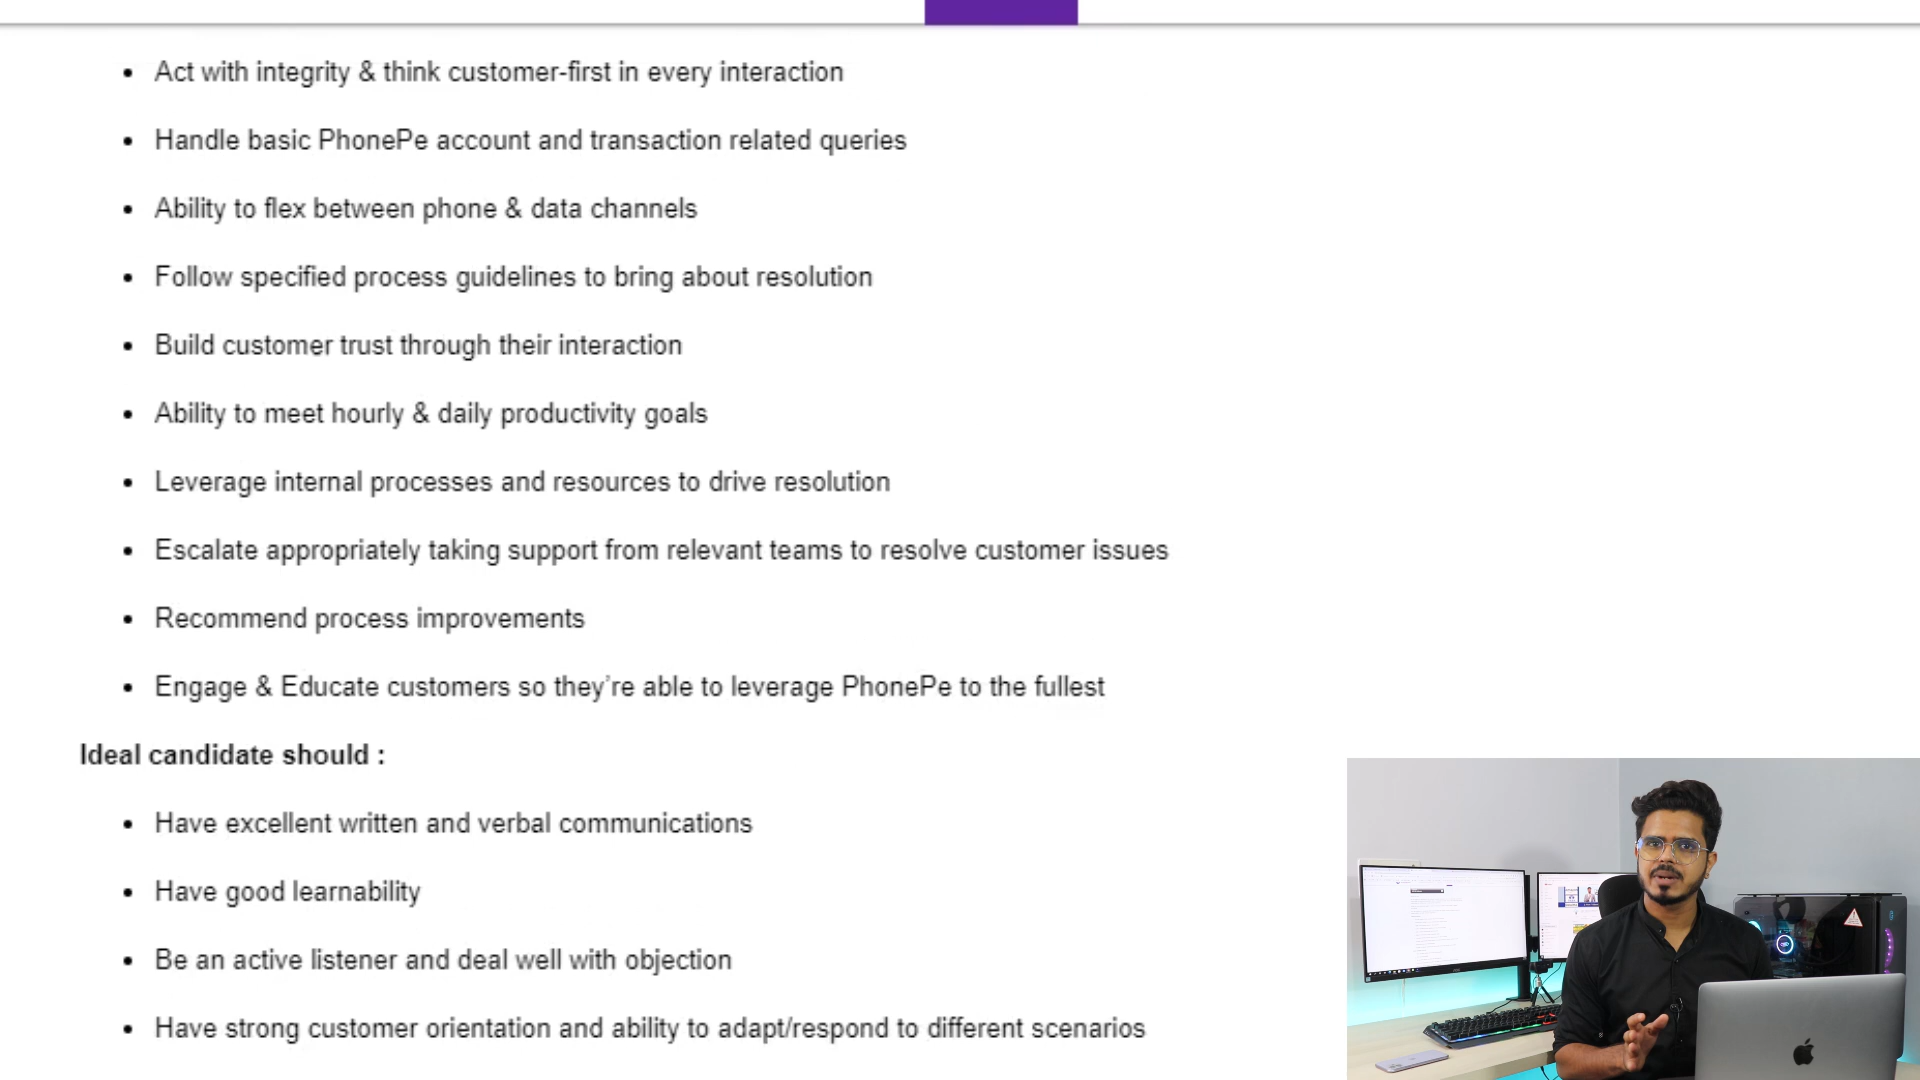 Act with integrity & think customer-first in every interaction
Handle basic PhonePe account and transaction related queries
Ability to flex between phone & data channels
Follow specified process guidelines to bring about resolution
Build customer trust through their interaction
Ability to meet hourly & daily productivity goals
Leverage internal processes and resources to drive resolution
Escalate appropriately taking support from relevant teams to resolve customer issues
Recommend process improvements
Engage & Educate customers so they’re able to leverage PhonePe to the fullest
Ideal candidate should :
Have excellent written and verbal communications
Have good learnability
Be an active listener and deal well with objection
Have strong customer orientation and ability to adapt/respond to different scenarios